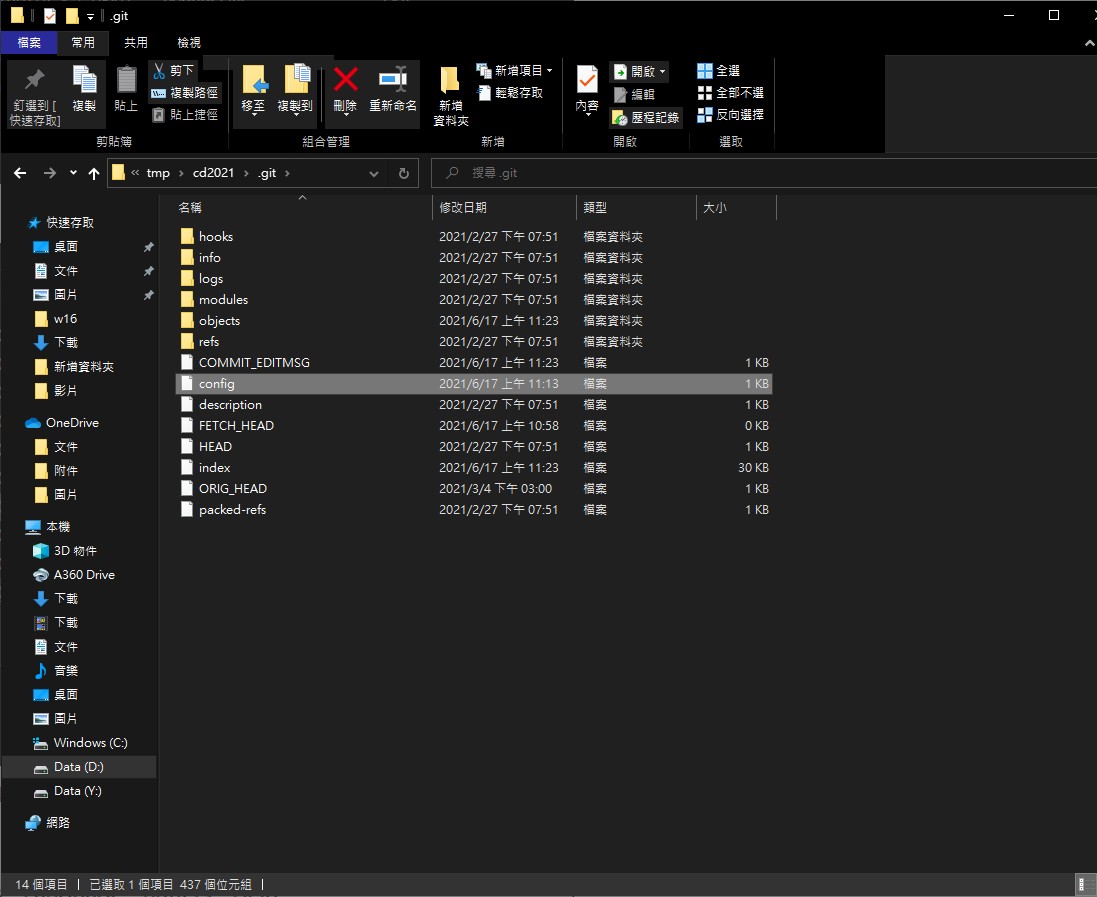 .git
檔案 常用 共用 檢視
釘選到 [
快速存取]
複製
貼上
剪下
複製路徑
貼上捷徑
剪貼簿
移至
複製到
刪除
重新命名
組合管理
新增
資料夾
新增項目
輕鬆存取
新增
內容
開啟
編輯
歷程記錄
開啟
全選
全部不選
反向選擇
選取
« tmp › cd2021 › .git ›
搜尋 .git
快速存取
桌面
文件
圖片
w16
下載
新增資料夾
影片
OneDrive
文件
附件
圖片
本機
3D 物件
A360 Drive
下載
下載
文件
音樂
桌面
圖片
Windows (C:)
Data (D:)
Data (Y:)
網路
名稱 修改日期 類型 大小
hooks 2021/2/27 下午 07:51 檔案資料夾
info 2021/2/27 下午 07:51 檔案資料夾
logs 2021/2/27 下午 07:51 檔案資料夾
modules 2021/2/27 下午 07:51 檔案資料夾
objects 2021/6/17 上午 11:23 檔案資料夾
refs 2021/2/27 下午 07:51 檔案資料夾
COMMIT_EDITMSG 2021/6/17 上午 11:23 檔案 1 KB
config 2021/6/17 上午 11:13 檔案 1 KB
description 2021/2/27 下午 07:51 檔案 1 KB
FETCH_HEAD 2021/6/17 上午 10:58 檔案 0 KB
HEAD 2021/2/27 下午 07:51 檔案 1 KB
index 2021/6/17 上午 11:23 檔案 30 KB
ORIG_HEAD 2021/3/4 下午 03:00 檔案 1 KB
packed-refs 2021/2/27 下午 07:51 檔案 1 KB
14 個項目 已選取 1 個項目 437 個位元組